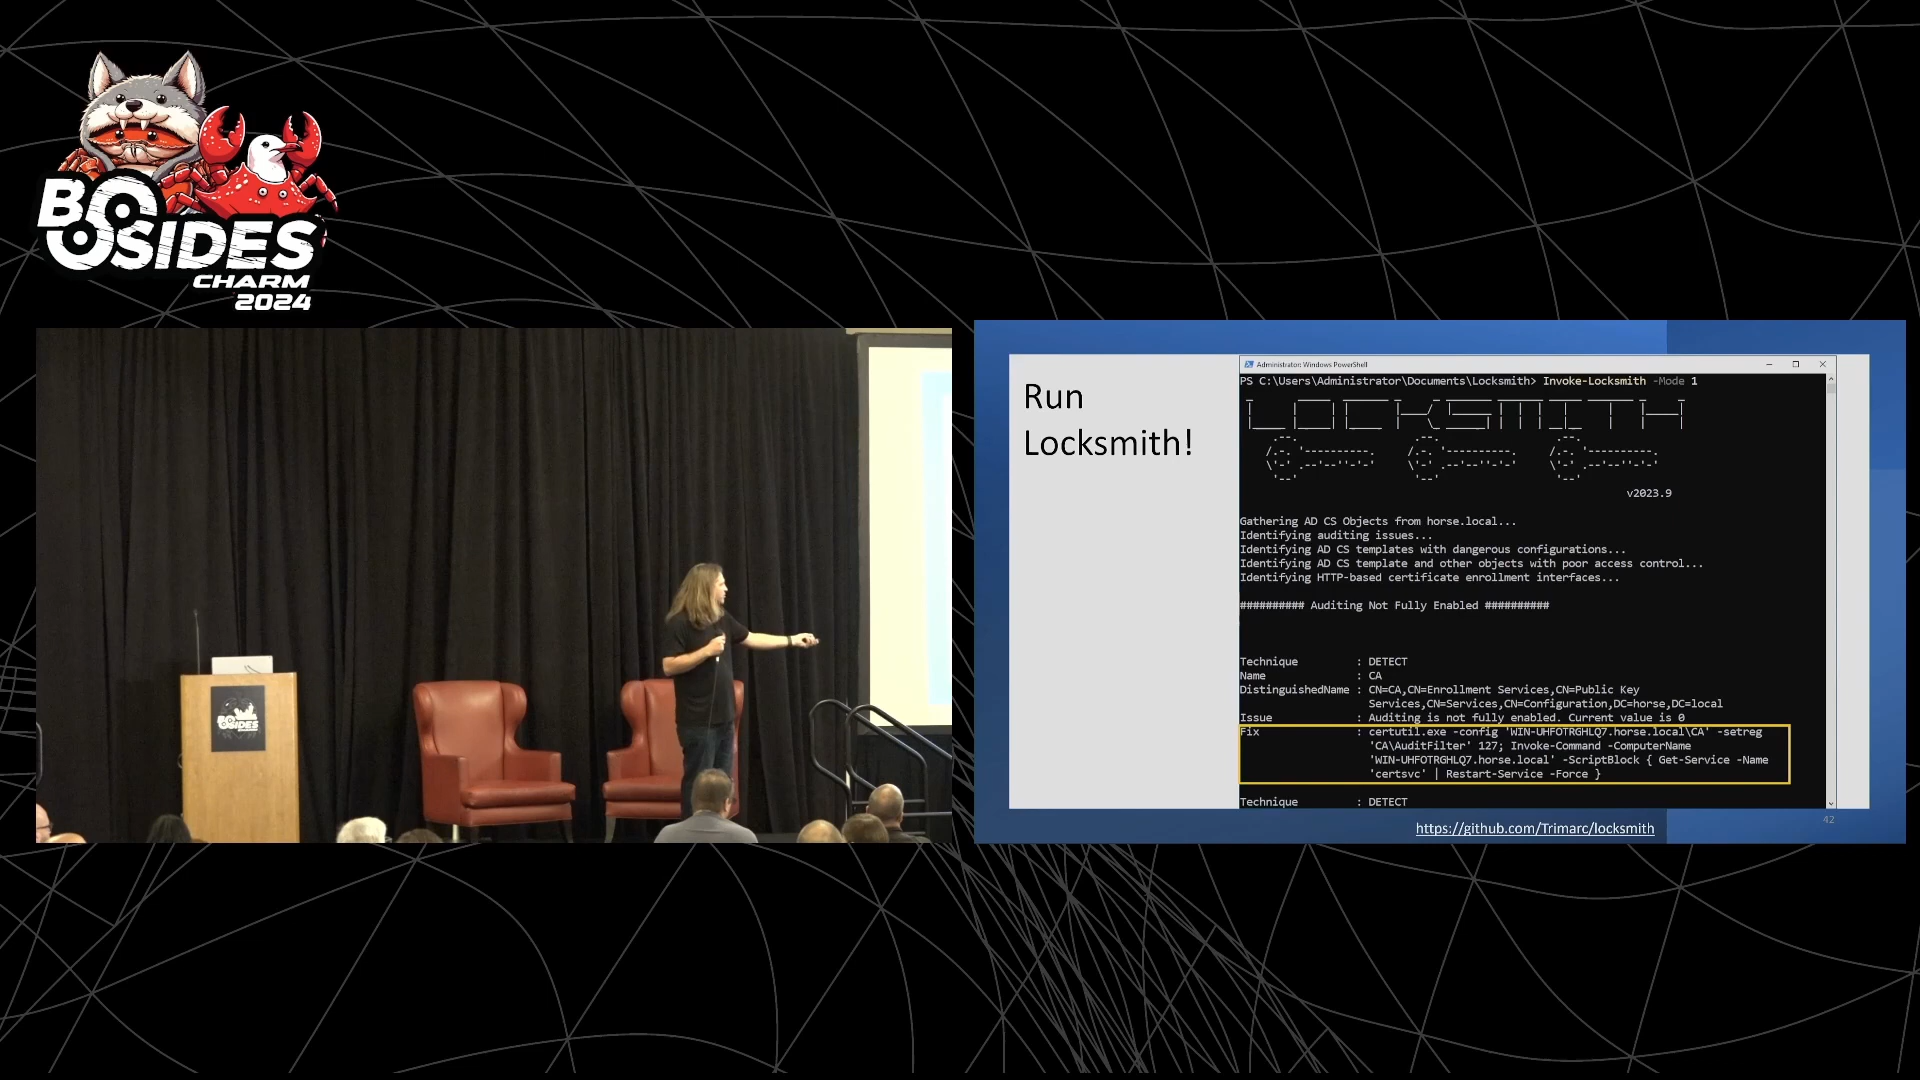 BSIDES
CHARM
2024
BSIDES
Run
Locksmith!
Administrator: Windows PowerShell
PS C:\Users\Administrator\Documents\Locksmith> Invoke-Locksmith -Mode 1
LOCKSMITH
v2023.9
Gathering AD CS Objects from horse.local...
Identifying auditing issues...
Identifying AD CS templates with dangerous configurations...
Identifying AD CS template and other objects with poor access control...
Identifying HTTP-based certificate enrollment interfaces...
########## Auditing Not Fully Enabled ##########
Technique : DETECT
Name : CA
DistinguishedName : CN=CA,CN=Enrollment Services,CN=Public Key
Services,CN=Services,CN=Configuration,DC=horse,DC=local
Issue : Auditing is not fully enabled. Current value is 0
Fix : certutil.exe -config 'WIN-UHFOTRGHLQ7.horse.local\CA' -setreg
'CA\AuditFilter' 127; Invoke-Command -ComputerName
'WIN-UHFOTRGHLQ7.horse.local' -ScriptBlock { Get-Service -Name
'certsvc' | Restart-Service -Force }
Technique : DETECT
https://github.com/Trimarc/locksmith
42